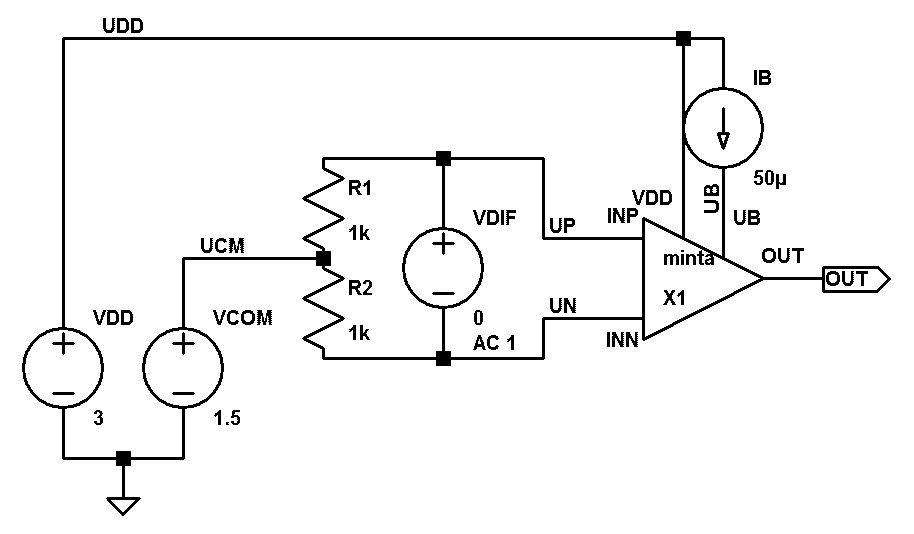 UDD
IB
50µ
UB
UB
VDD
INP
R1
1k
VDIF
UP
UCM
OUT
minta
OUT
R2
X1
UN
0
VDD
VCOM
1k
AC 1
INN
3
1.5